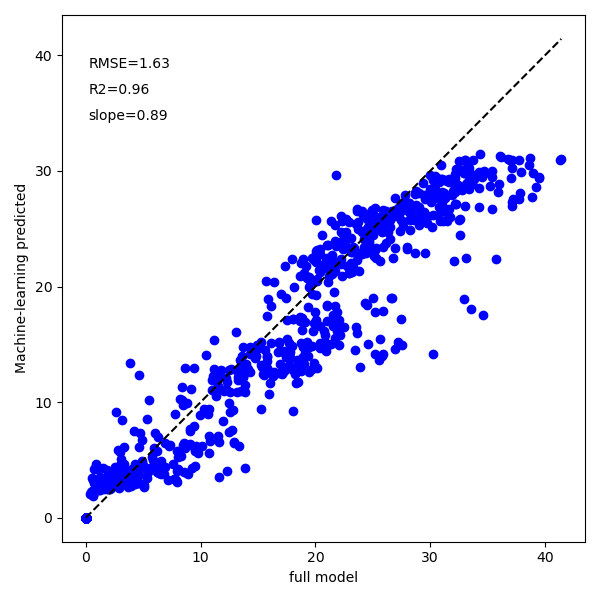 RMSE=1.63
R2=0.96
slope=0.89
Machine-learning predicted
40
30
20
10
0
0 10 20 30 40
full model